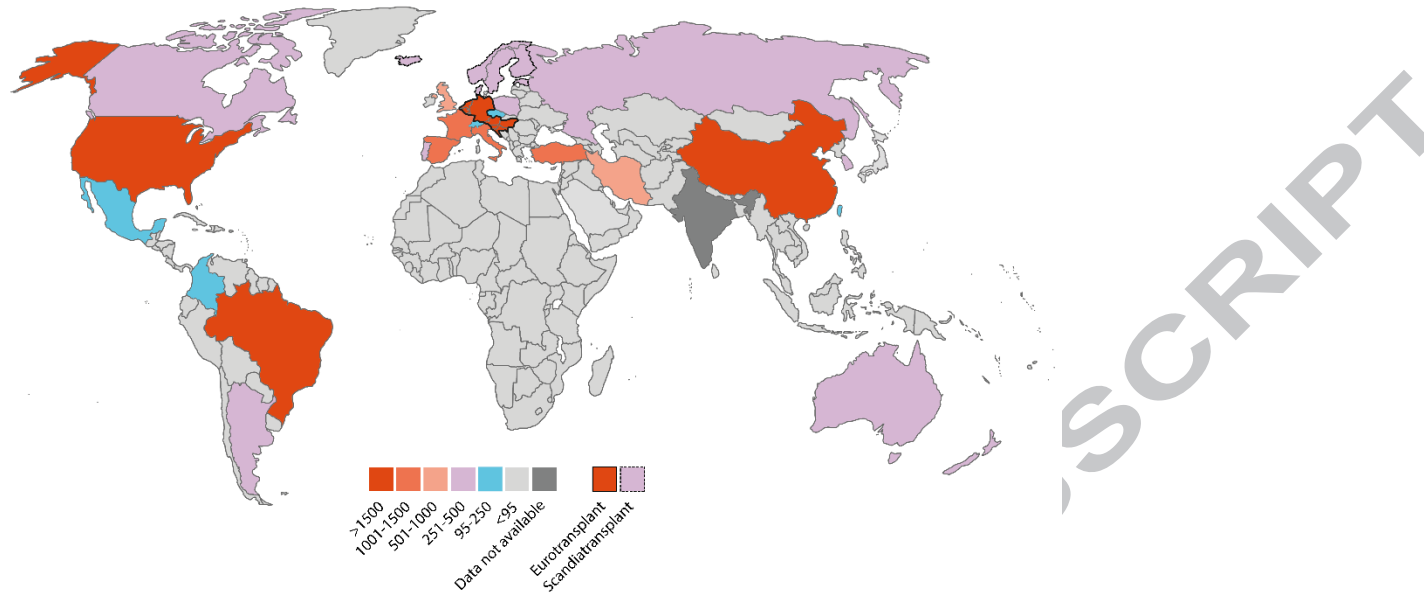 >1500
1001-1500
501-1000
251-500
95-250
<95
Data not available
Eurotransplant
Scandiatransplant
SCRIPT